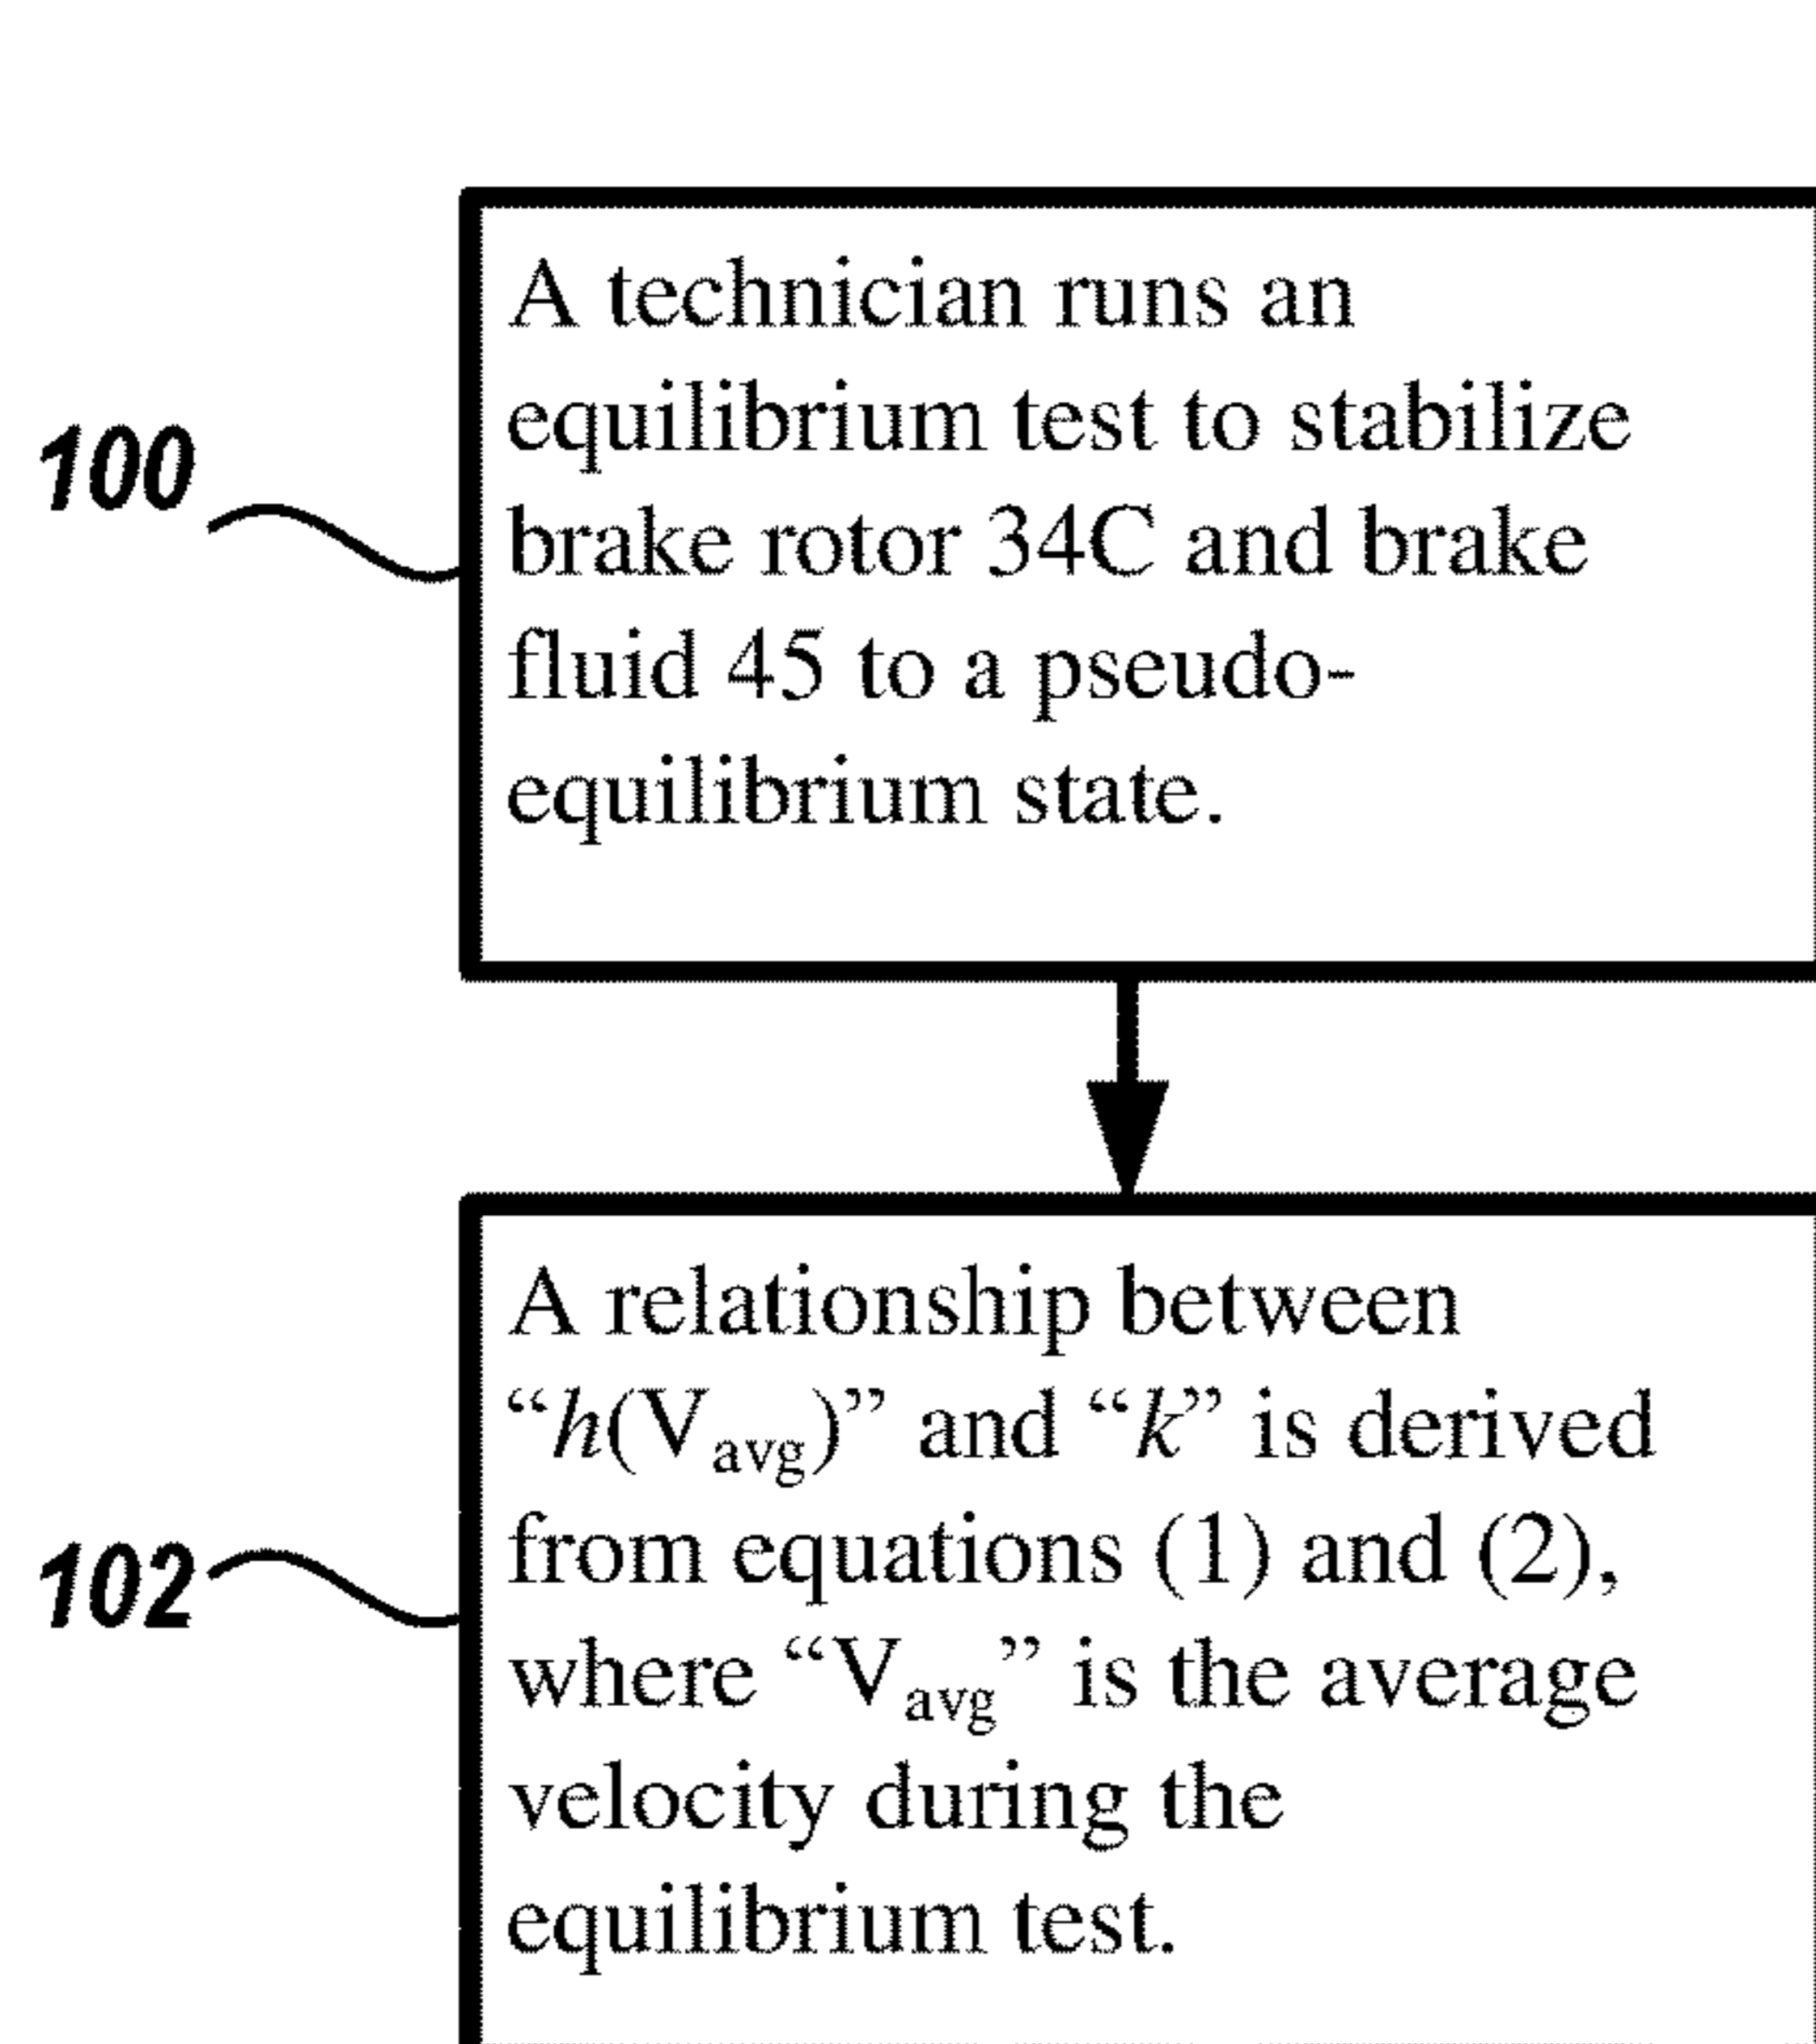 A technician runs an
equilibrium test to stabilize
100
brake rotor 34C and brake
fluid 45 to a pseudo-
equilibrium state.
A relationship between
“h(Vavg)” and “k” is derived
from equations (1) and (2),
102
where “Vavg” is the average
velocity during the
equilibrium test.